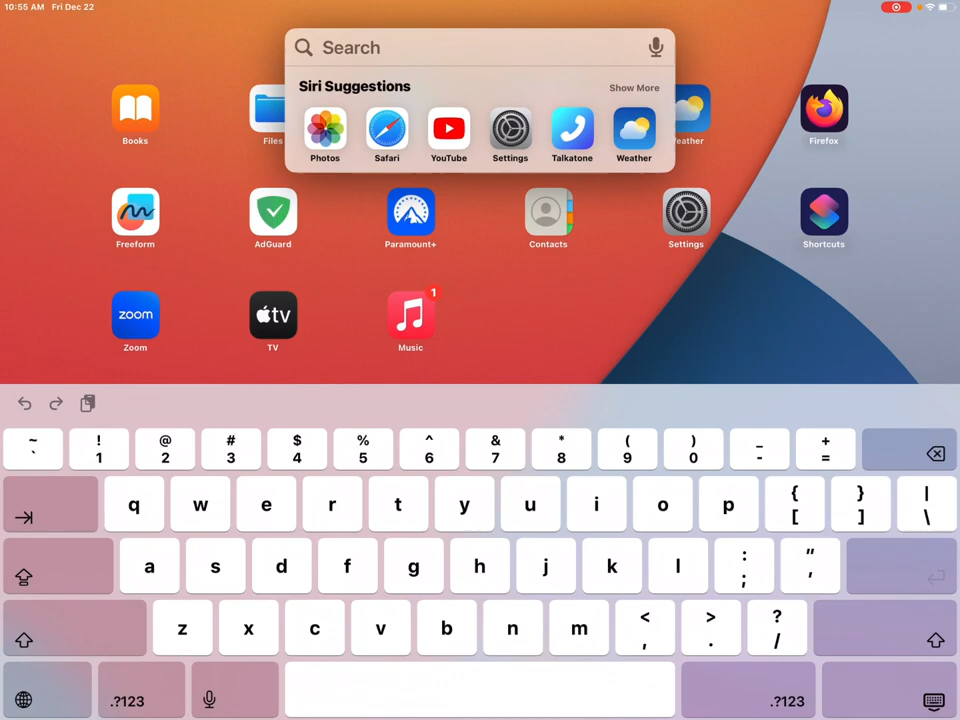 10:55 AM Fri Dec 22
Search
Siri Suggestions
Show More
Photos
Safari
YouTube
Settings
Talkatone
Weather
Books
Files
eather
Firefox
Freeform
AdGuard
Paramount+
Contacts
Settings
Shortcuts
zoom
tv
1
Zoom
TV
Music
~ ! @ # $ % ^ & * ( ) _ +
` 1 2 3 4 5 6 7 8 9 0 - =
q w e r t y u i o p { } |
[ ] \
a s d f g h j k l : "
; '
z x c v b n m < > ?
, . /
.?123 .?123